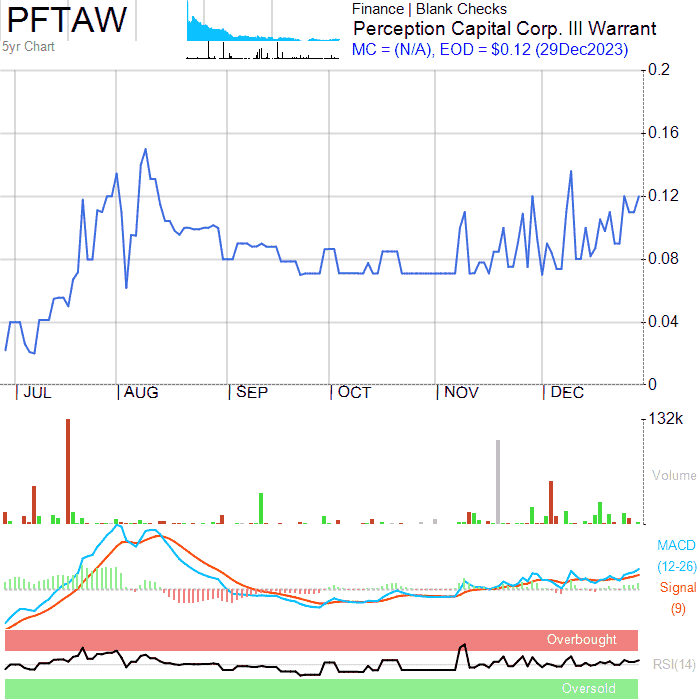 PFTAW
5yr Chart
Finance | Blank Checks
Perception Capital Corp. III Warrant
MC = (N/A), EOD = $0.12 (29Dec2023)
0.2
0.16
0.12
0.08
0.04
0
JUL AUG SEP OCT NOV DEC
132k
Volume
MACD
(12-26)
Signal
(9)
Overbought
RSI(14)
Oversold